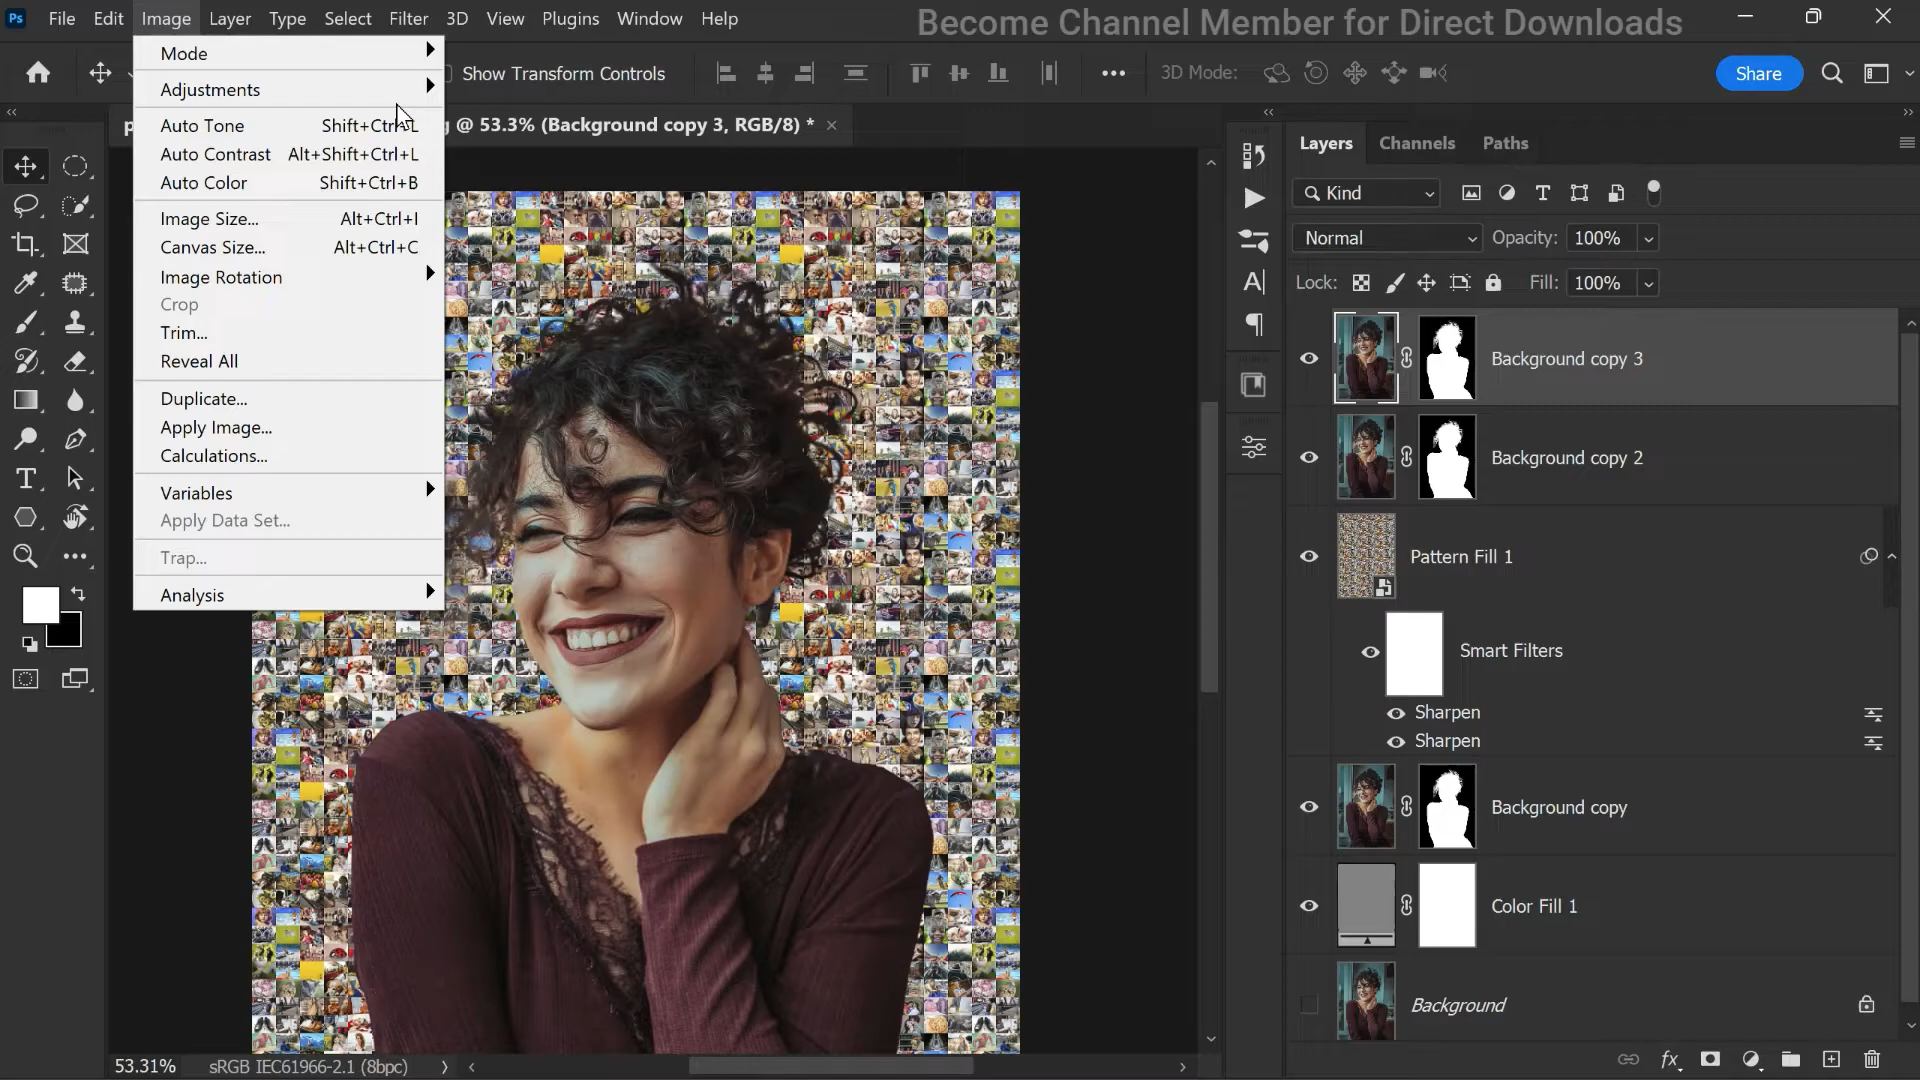 Ps File Edit Image Layer Type Select Filter 3D View Plugins Window Help
Become Channel Member for Direct Downloads
Show Transform Controls
3D Mode:
Share
@ 53.3% (Background copy 3, RGB/8) *
Mode
Adjustments
Auto Tone Shift+Ctrl+L
Auto Contrast Alt+Shift+Ctrl+L
Auto Color Shift+Ctrl+B
Image Size... Alt+Ctrl+I
Canvas Size... Alt+Ctrl+C
Image Rotation
Crop
Trim...
Reveal All
Duplicate...
Apply Image...
Calculations...
Variables
Apply Data Set...
Trap...
Analysis
Layers Channels Paths
Kind
Normal Opacity: 100%
Lock: Fill: 100%
Background copy 3
Background copy 2
Pattern Fill 1
Smart Filters
Sharpen
Sharpen
Background copy
Color Fill 1
Background
fx
53.31% sRGB IEC61966-2.1 (8bpc)